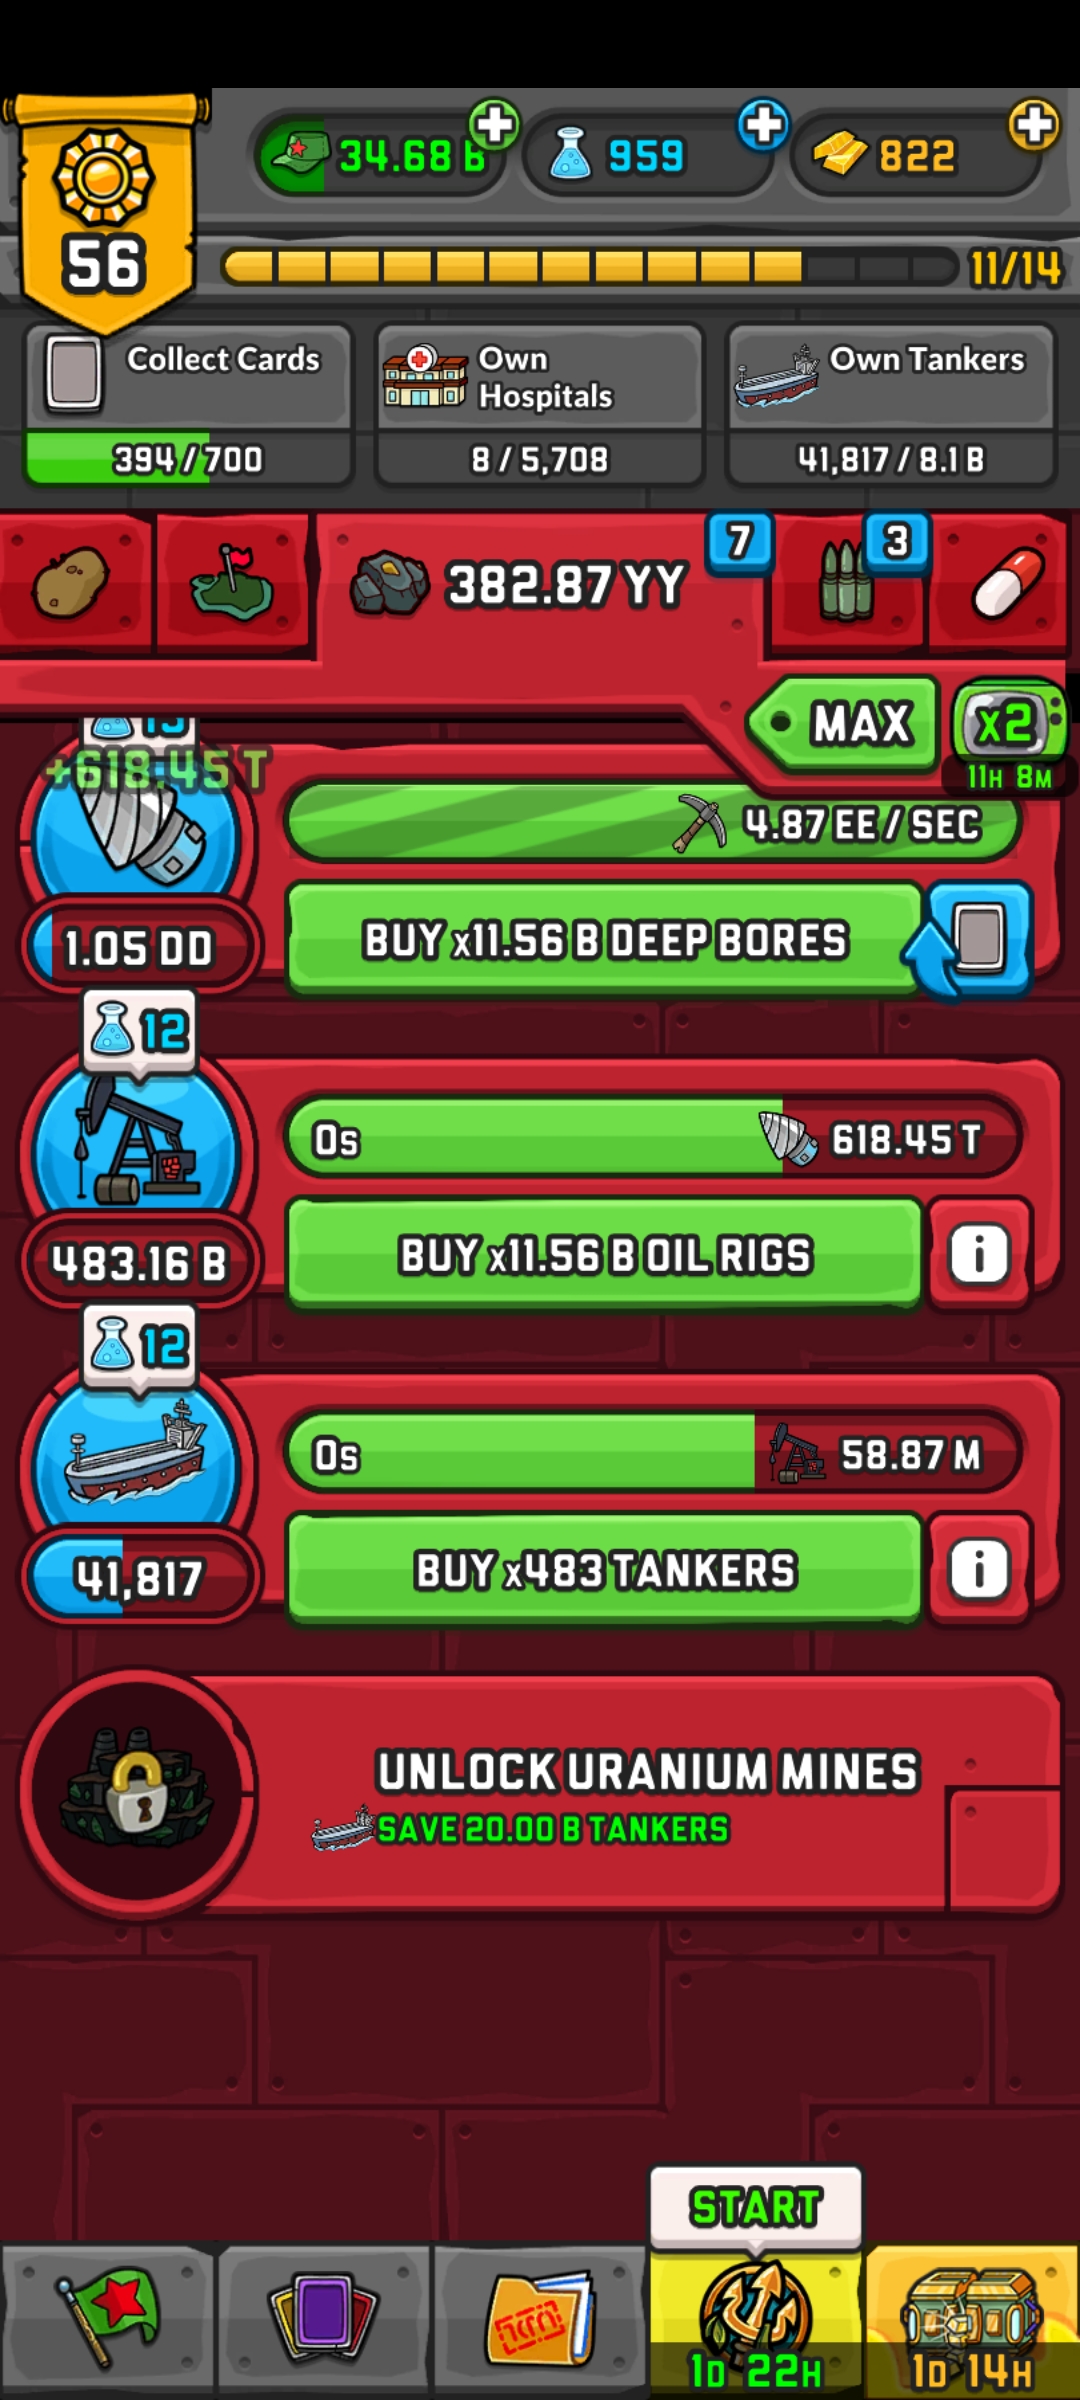 34.68 B
959
822
56
11/14
Collect Cards
394/700
Own
Hospitals
8/5,708
Own Tankers
41,817/8.1 B
382.87 YY
7
3
MAX
x2
11H 8M
+618.45 T
4.87 EE/SEC
BUY x11.56 B DEEP BORES
1.05 DD
12
0s
618.45 T
BUY x11.56 B OIL RIGS
i
483.16 B
12
0s
58.87 M
BUY x483 TANKERS
i
41,817
UNLOCK URANIUM MINES
SAVE 20.00 B TANKERS
START
1D 22H
1D 14H